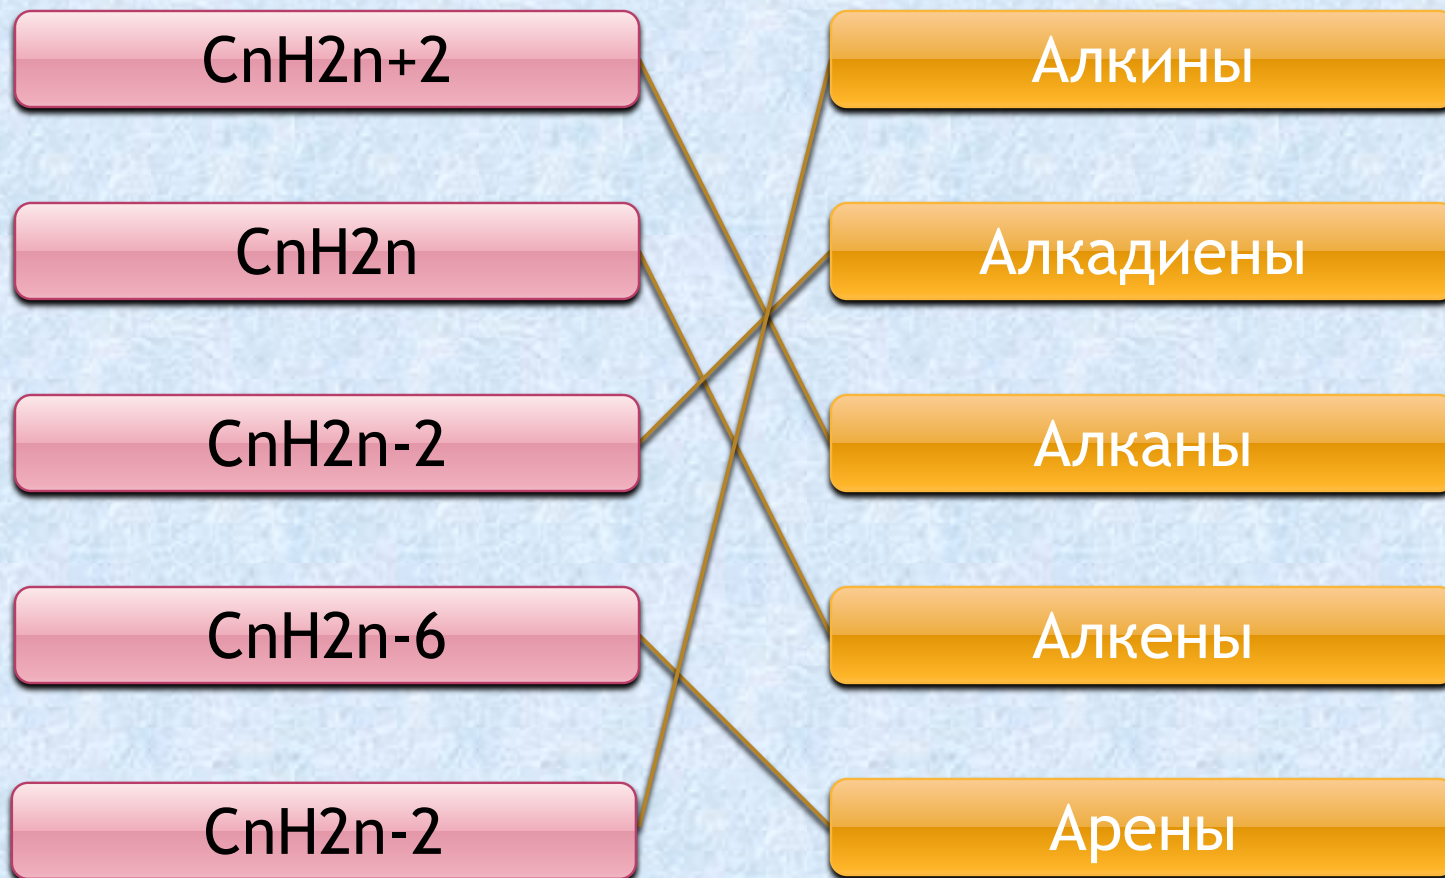 CnH2n+2
Алкины
CnH2n
Алкадиены
CnH2n-2
Алканы
CnH2n-6
Алкены
CnH2n-2
Арены